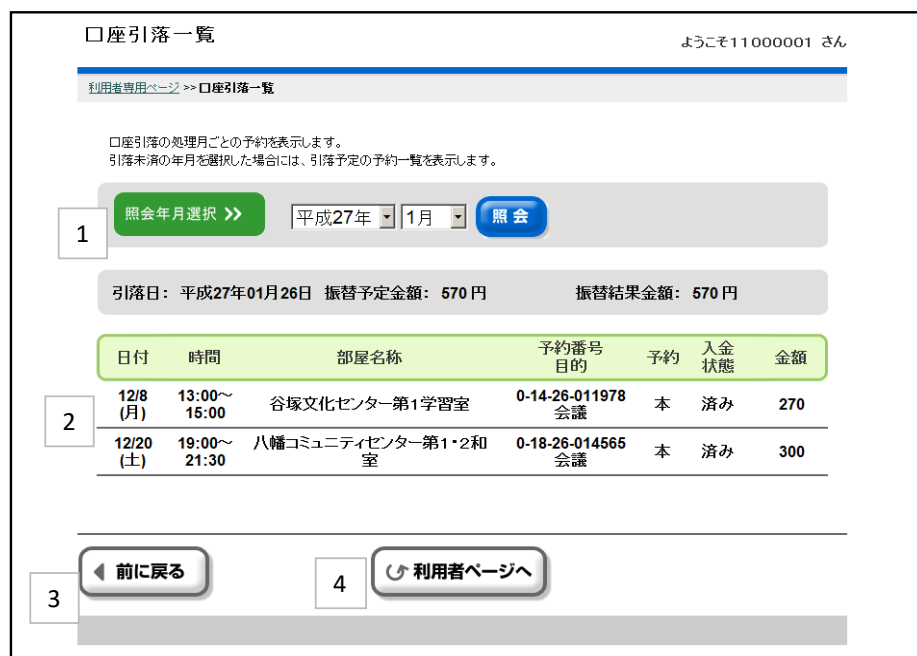 口座引落一覧
ようこそ11000001 さん
利用者専用ページ >> 口座引落一覧
口座引落の処理月ごとの予約を表示します。
引落未済の年月を選択した場合には、引落予定の予約一覧を表示します。
1
照会年月選択 >>
平成27年 1月 照会
引落日： 平成27年01月26日 振替予定金額： 570 円 振替結果金額： 570 円
日付 時間 部屋名称 予約番号 予約 入金 金額
目的 状態
2
12/8 13:00～ 谷塚文化センター第1学習室 0-14-26-011978 本 済み 270
(月) 15:00 会議
12/20 19:00～ 八幡コミュニティセンター第1・2和 0-18-26-014565 本 済み 300
(土) 21:30 室 会議
3
前に戻る
4
利用者ページへ